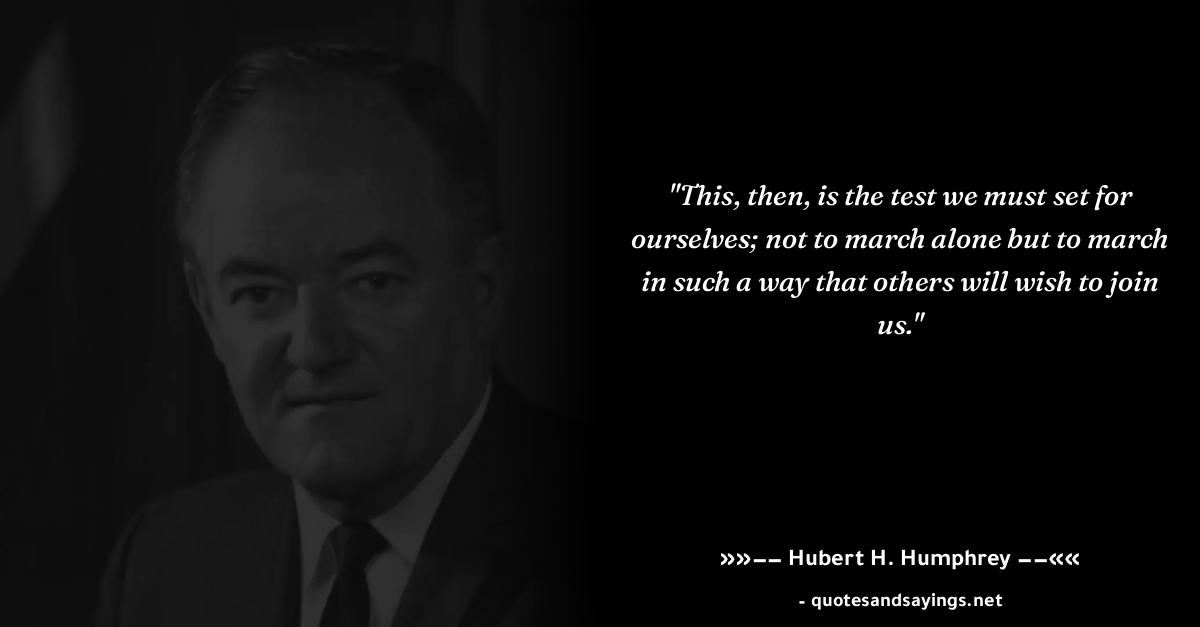 "This, then, is the test we must set for
ourselves; not to march alone but to march
in such a way that others will wish to join
us."
»»−− Hubert H. Humphrey −−««
- quotesandsayings.net